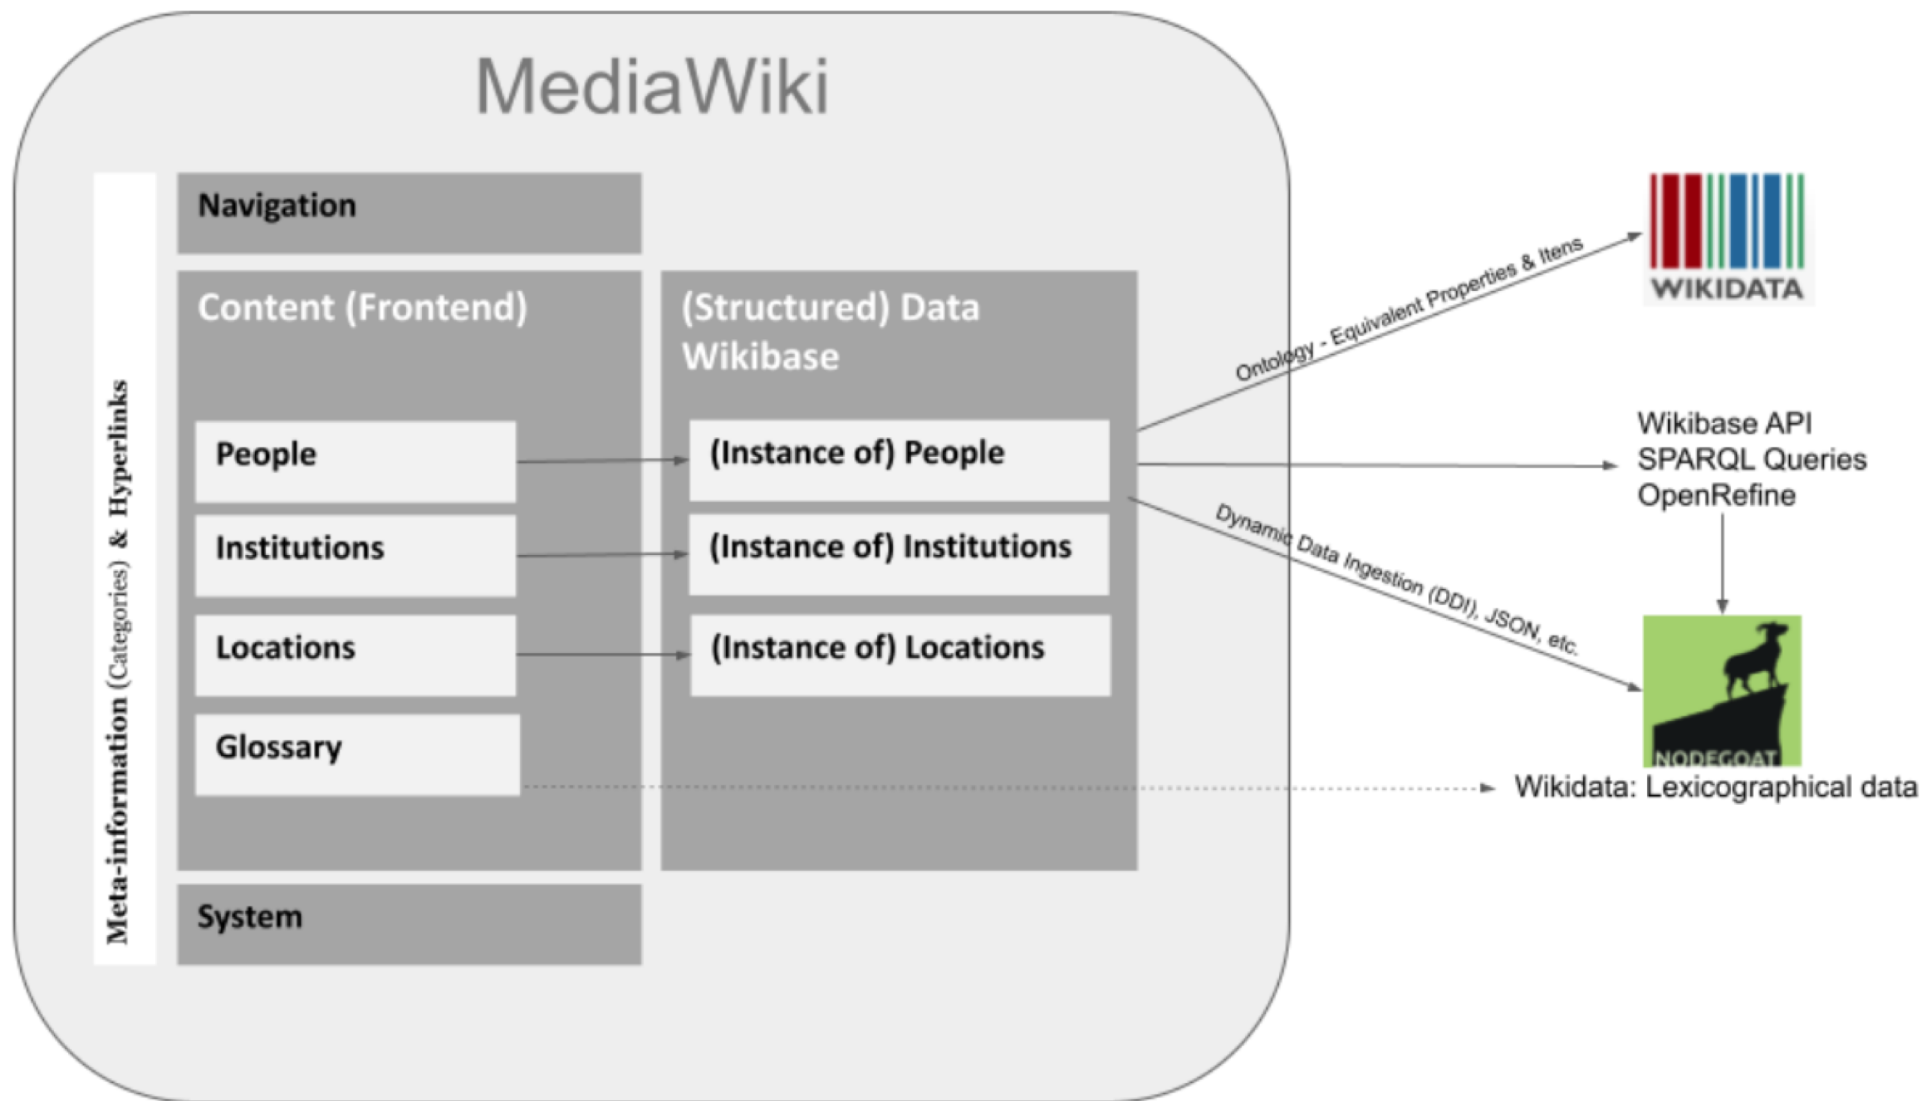 MediaWiki
Meta-information (Categories) & Hyperlinks
Navigation
Content (Frontend)
People
Institutions
Locations
Glossary
System
(Structured) Data
Wikibase
(Instance of) People
(Instance of) Institutions
(Instance of) Locations
Ontology - Equivalent Properties & Itens
Dynamic Data Ingestion (DDI), JSON, etc.
WIKIDATA
Wikibase API
SPARQL Queries
OpenRefine
NODEGOAT
Wikidata: Lexicographical data